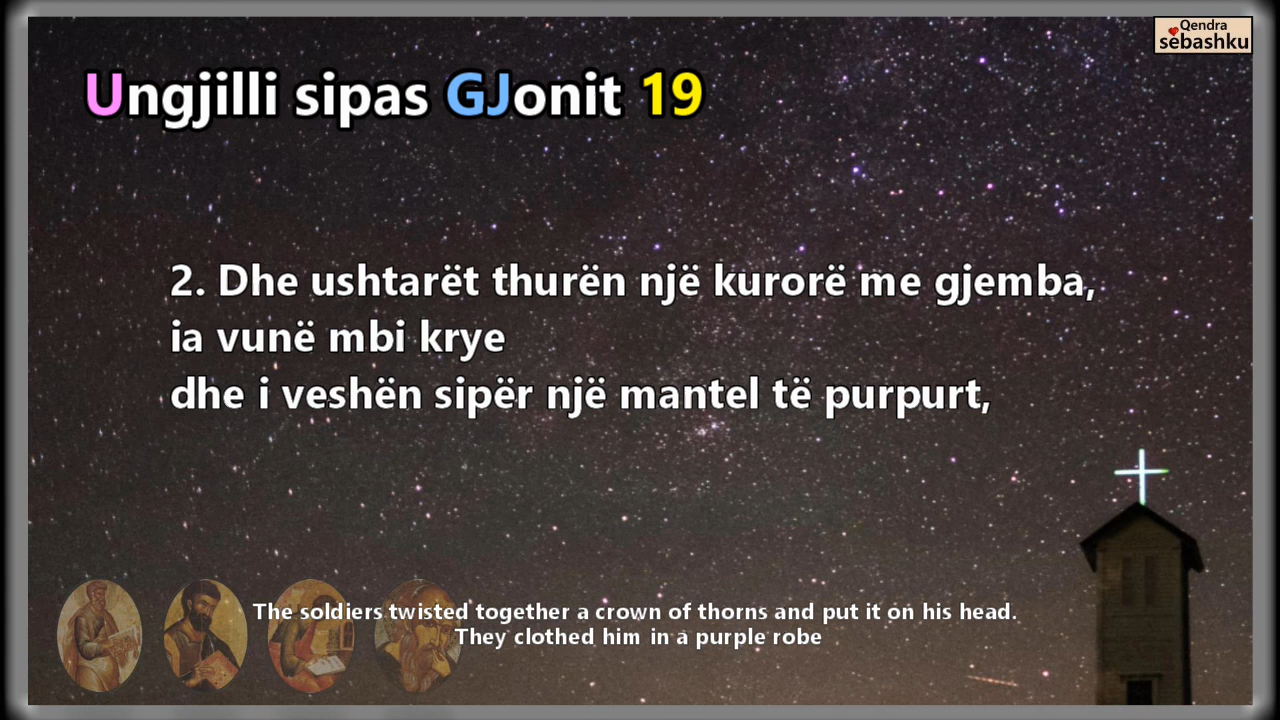 Qendra
sëbashku
Ungjilli sipas GJonit 19
2. Dhe ushtarët thurën një kurorë me gjemba,
ia vunë mbi krye
dhe i veshën sipër një mantel të purpurt,
The soldiers twisted together a crown of thorns and put it on his head.
They clothed him in a purple robe